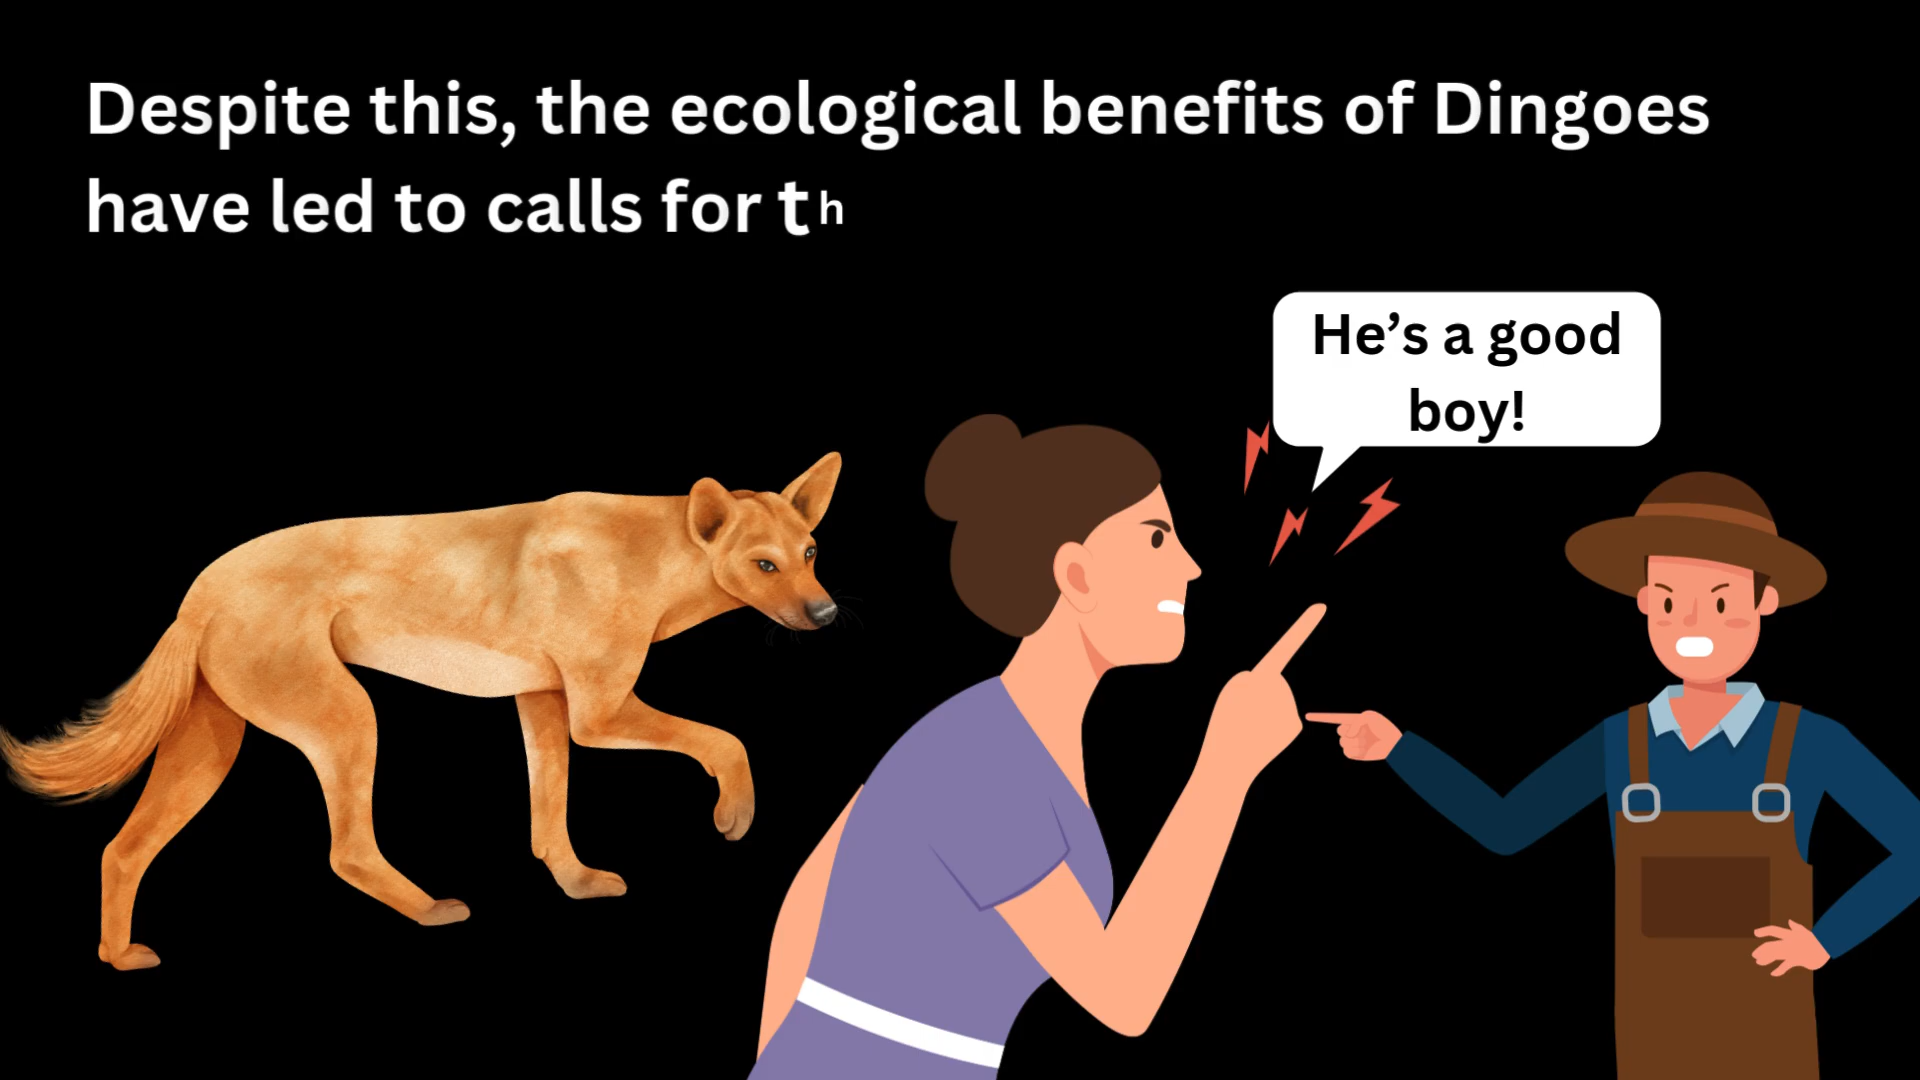 Despite this, the ecological benefits of Dingoes
have led to calls for th
He’s a good
boy!